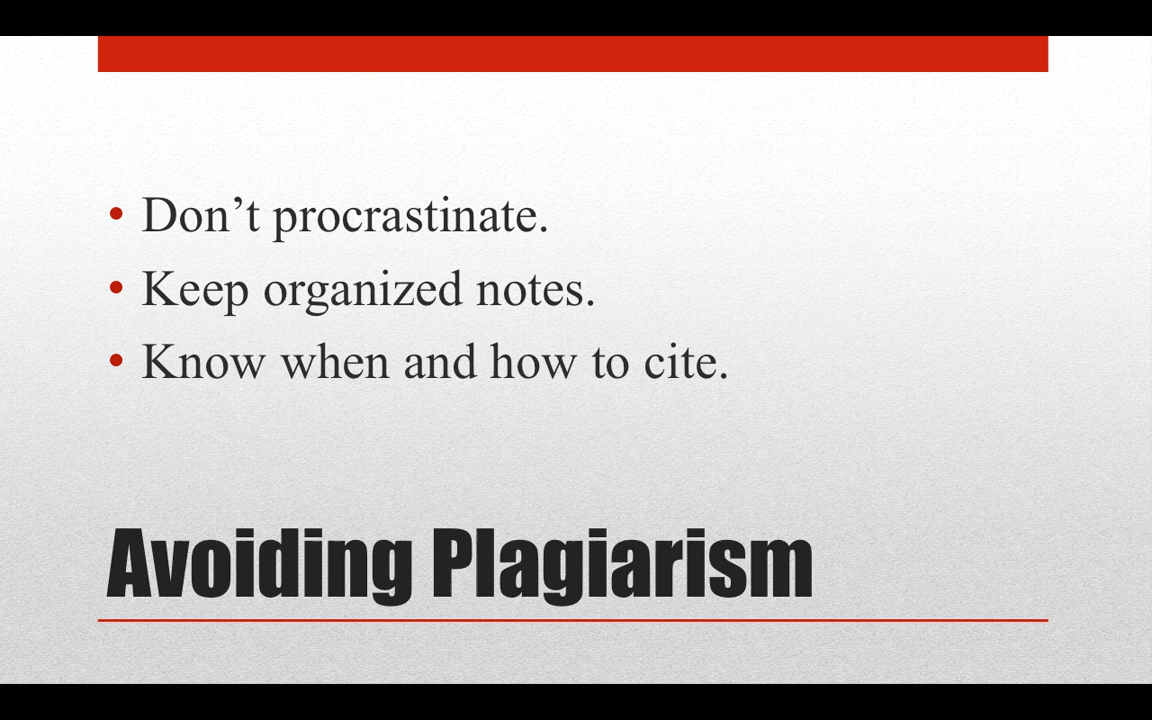 • Don’t procrastinate.
• Keep organized notes.
• Know when and how to cite.
Avoiding Plagiarism